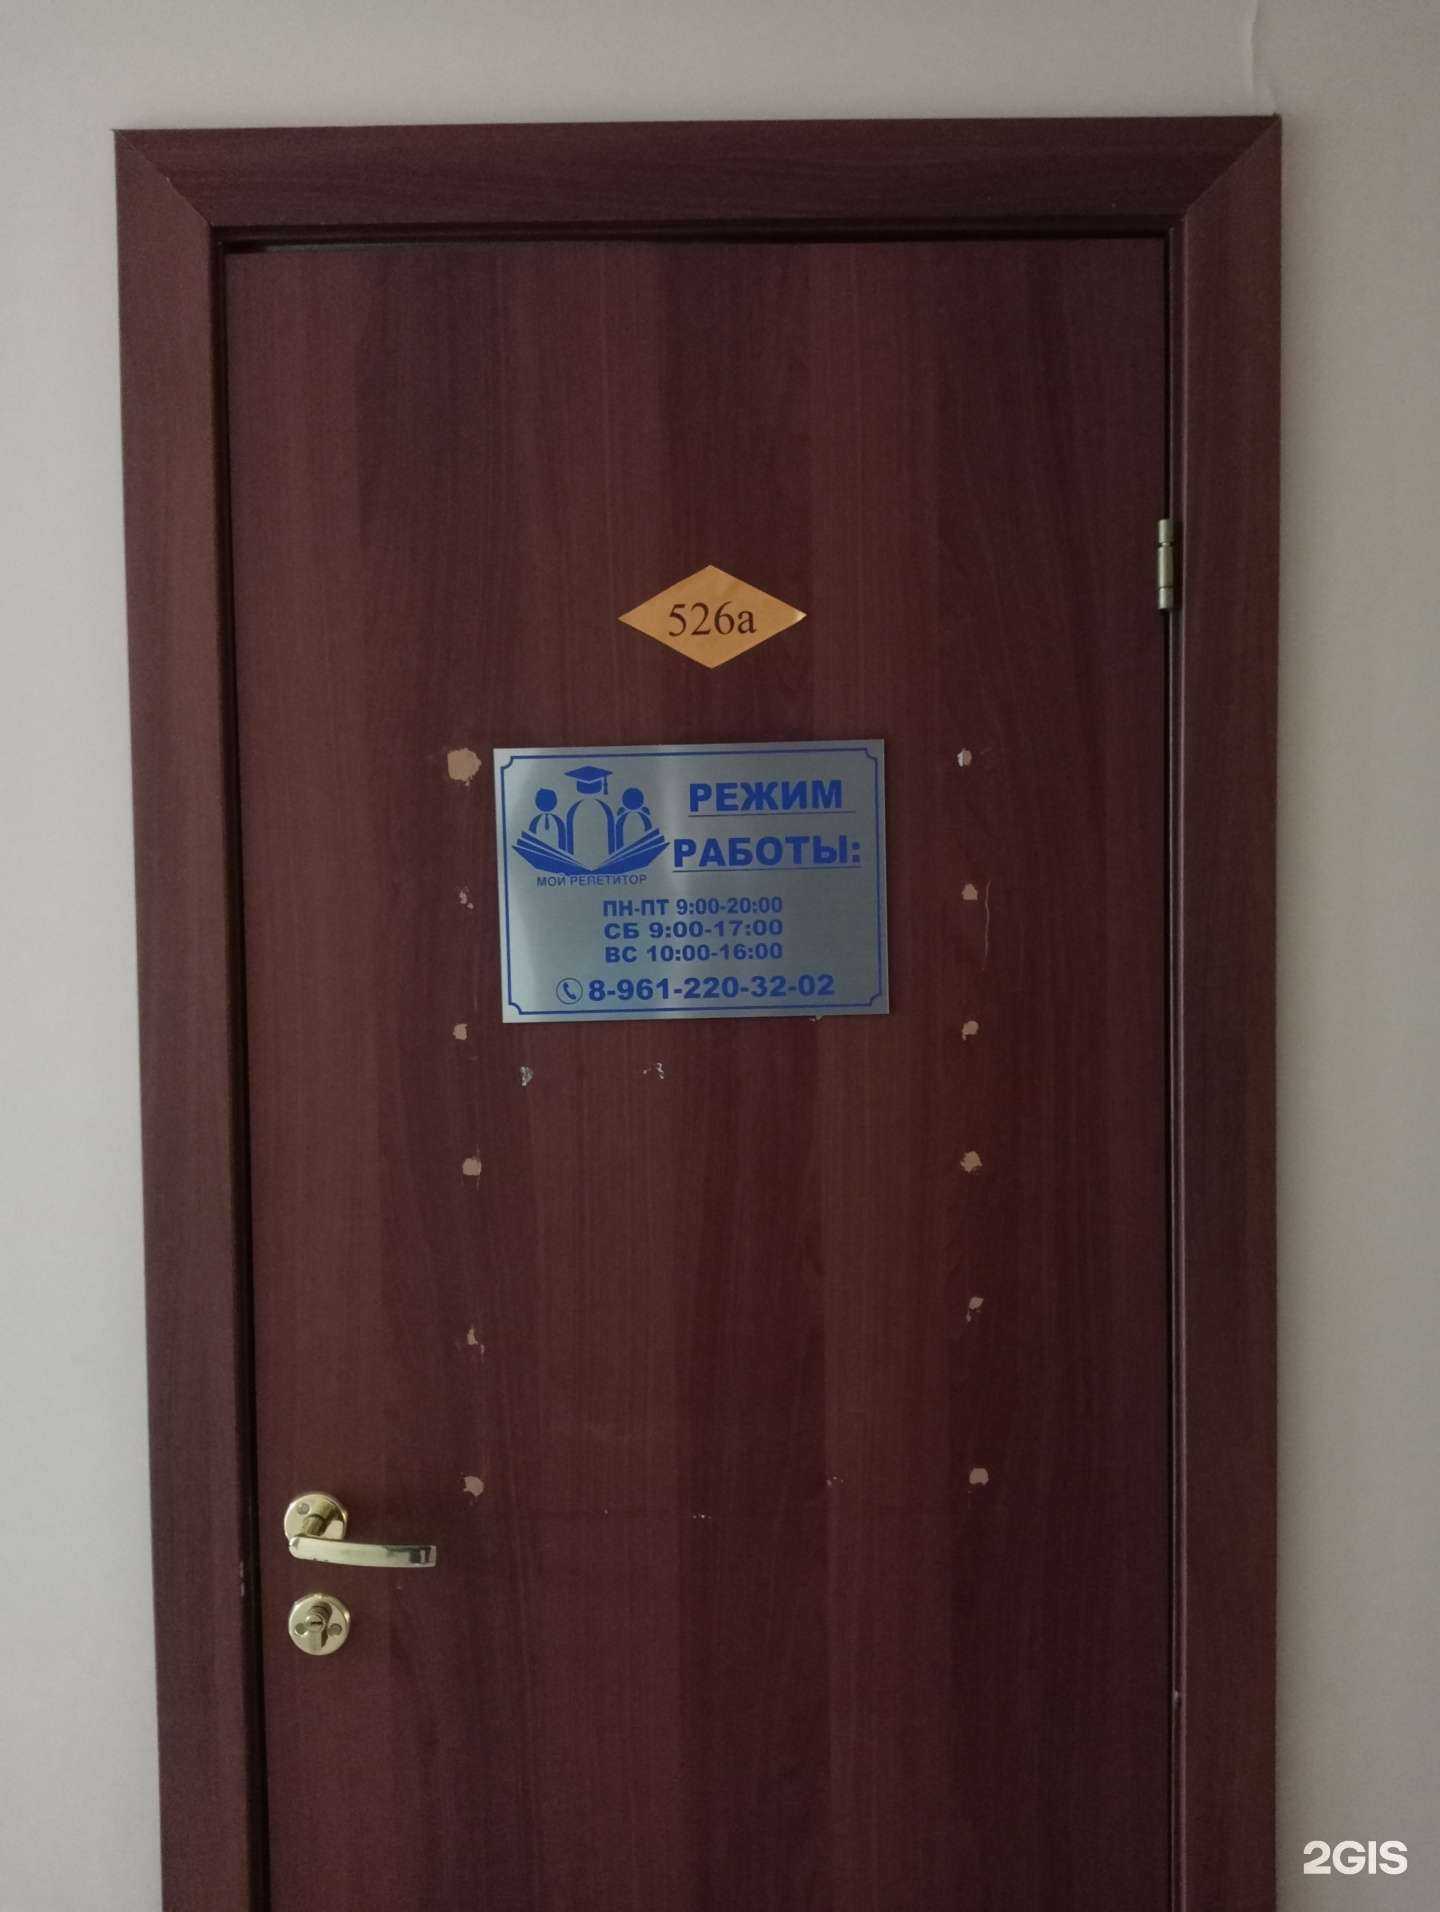 526а
РЕЖИМ
РАБОТЫ:
МОЙ РЕПЕТИТОР
ПН-ПТ 9:00-20:00
СБ 9:00-17:00
ВС 10:00-16:00
8-961-220-32-02
2GIS